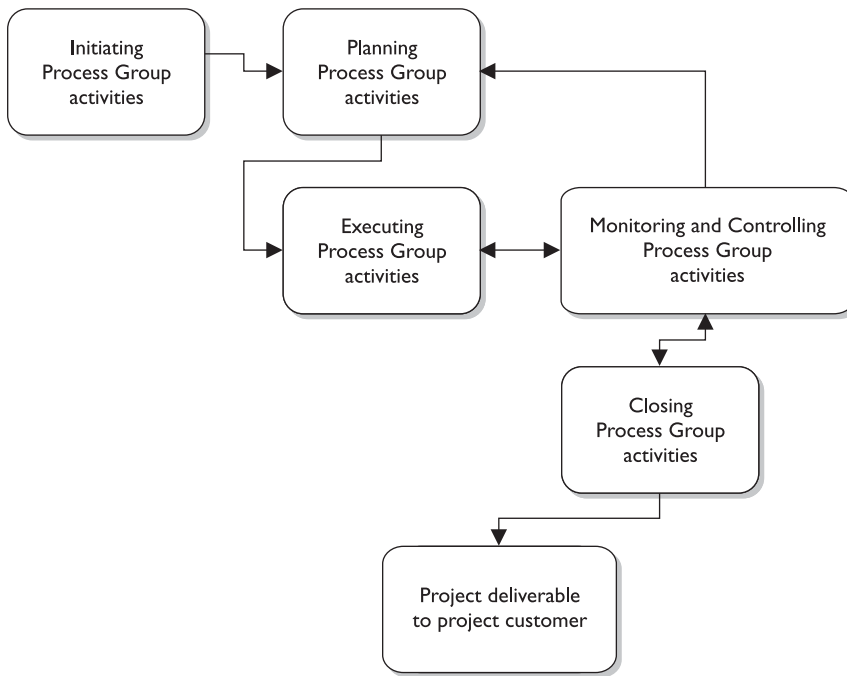 Initiating
Process Group
activities
Planning
Process Group
activities
Executing
Process Group
activities
Monitoring and Controlling
Process Group
activities
Closing
Process Group
activities
Project deliverable
to project customer